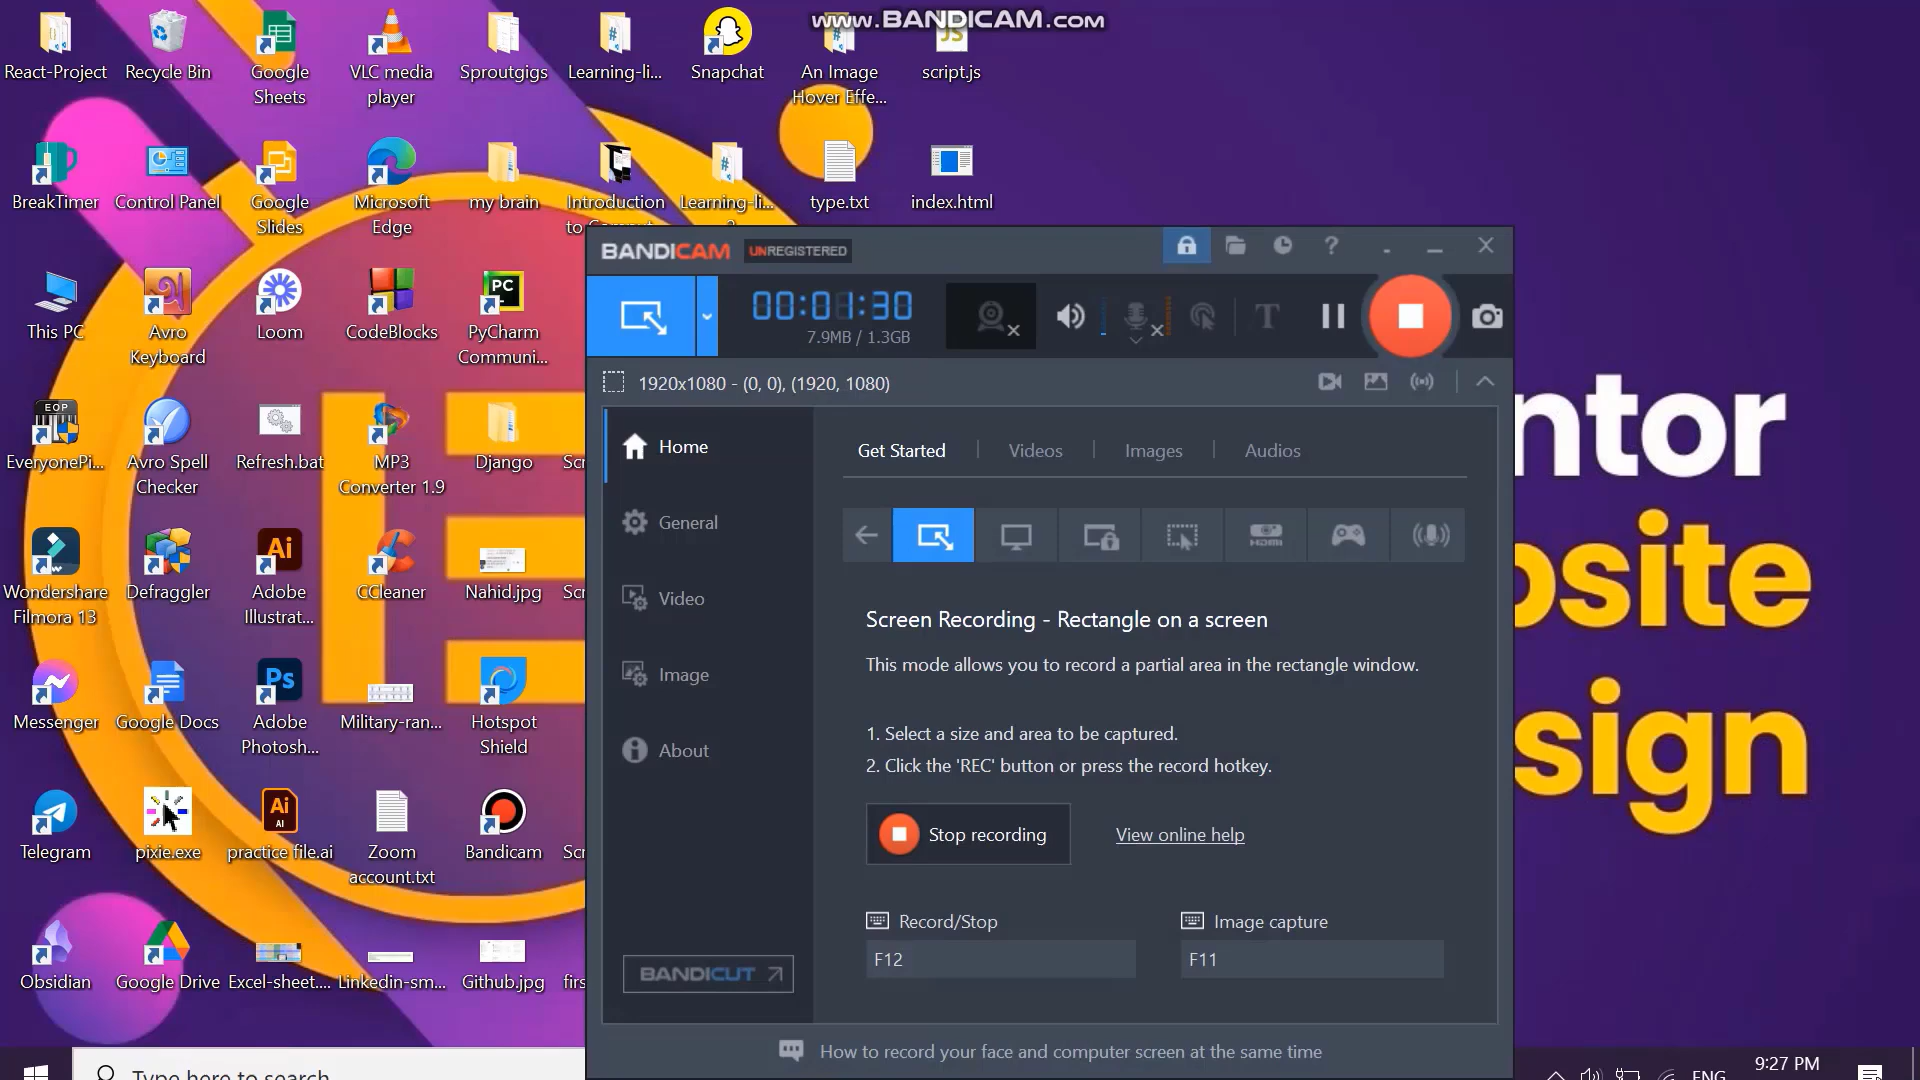 www.BANDICAM.com
React-Project
Recycle Bin
Google
Sheets
VLC media
player
Sproutgigs
Learning-li...
Snapchat
An Image
Hover Effe...
script.js
BreakTimer
Control Panel
Google
Slides
Microsoft
Edge
my brain
Introduction
Learning-li...
type.txt
index.html
This PC
Avro
Keyboard
Loom
CodeBlocks
PyCharm
Communi...
EveryonePi...
Avro Spell
Checker
Refresh.bat
MP3
Converter 1.9
Django
Scr
Wondershare
Filmora 13
Defraggler
Adobe
Illustrat...
CCleaner
Nahid.jpg
Scr
Messenger
Google Docs
Adobe
Photosh...
Military-ran...
Hotspot
Shield
Telegram
pixie.exe
practice file.ai
Zoom
account.txt
Bandicam
Scr
Obsidian
Google Drive
Excel-sheet....
Linkedin-sm...
Github.jpg
firs
BANDICAM UNREGISTERED
00:01:30
7.9MB / 1.3GB
1920x1080 - (0, 0), (1920, 1080)
Home
General
Video
Image
About
BANDICUT
Get Started
Videos
Images
Audios
HDMI
Screen Recording - Rectangle on a screen
This mode allows you to record a partial area in the rectangle window.
1. Select a size and area to be captured.
2. Click the 'REC' button or press the record hotkey.
Stop recording
View online help
Record/Stop
F12
Image capture
F11
How to record your face and computer screen at the same time
ntor
osite
sign
Type here to search
ENG
9:27 PM